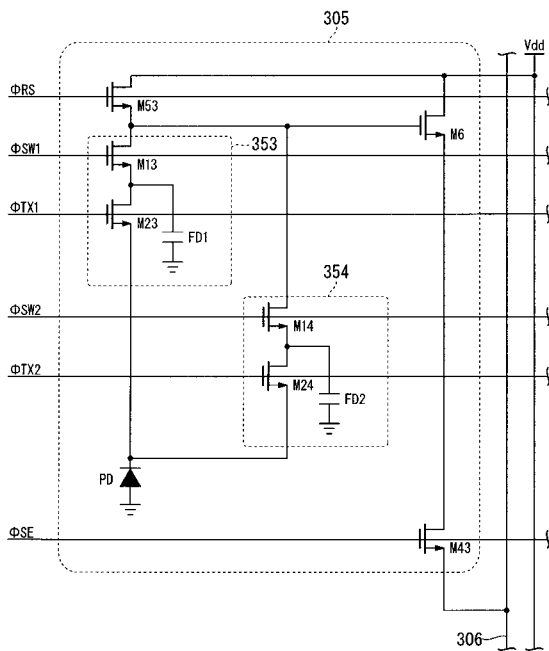 305
Vdd
ΦRS
M53
M6
ΦSW1
M13
353
ΦTX1
M23
FD1
354
ΦSW2
M14
ΦTX2
M24
FD2
PD
ΦSE
M43
306